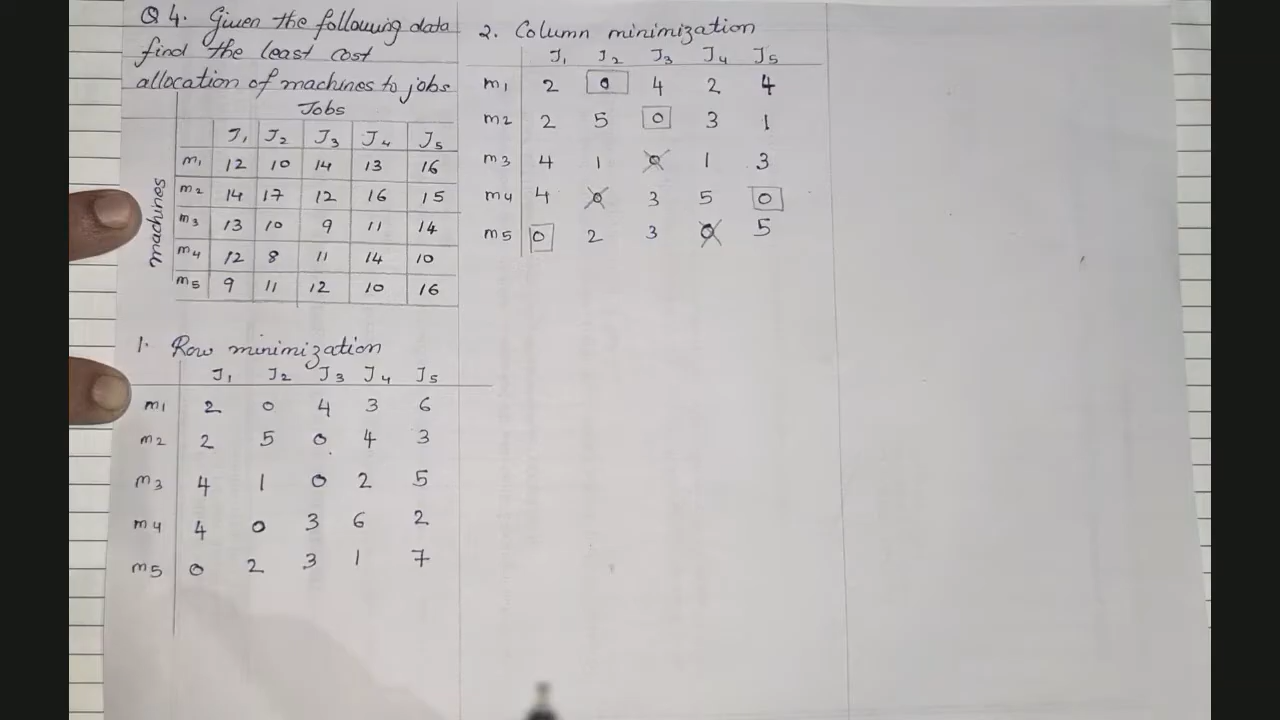 Q 4. Given the following data
find the least cost
allocation of machines to jobs
Jobs
J1 J2 J3 J4 J5
machines
m1 12 10 14 13 16
m2 14 17 12 16 15
m3 13 10 9 11 14
m4 12 8 11 14 10
m5 9 11 12 10 16
1. Row minimization
J1 J2 J3 J4 J5
m1 2 0 4 3 6
m2 2 5 0 4 3
m3 4 1 0 2 5
m4 4 0 3 6 2
m5 0 2 3 1 7
2. Column minimization
J1 J2 J3 J4 J5
m1 2 0 4 2 4
m2 2 5 0 3 1
m3 4 1 0 1 3
m4 4 0 3 5 0
m5 0 2 3 0 5